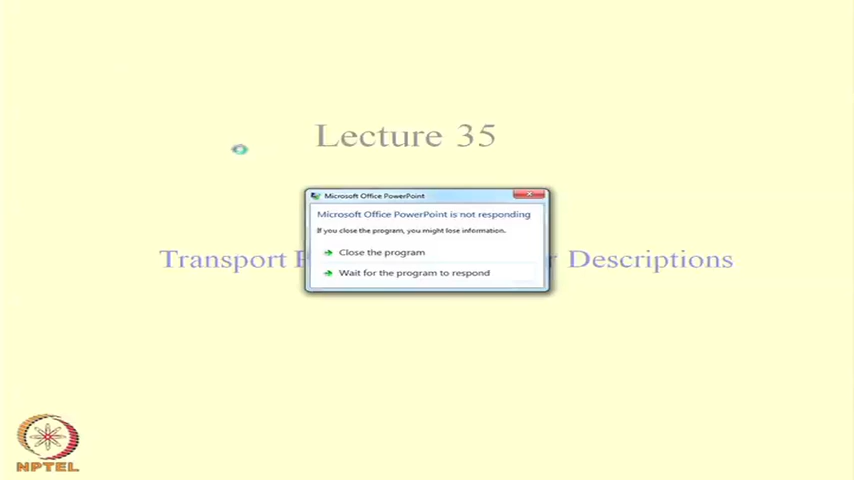 Lecture 35
Microsoft Office PowerPoint
Microsoft Office PowerPoint is not responding
If you close the program, you might lose information.
Close the program
Transport Descriptions
Wait for the program to respond
NPTEL